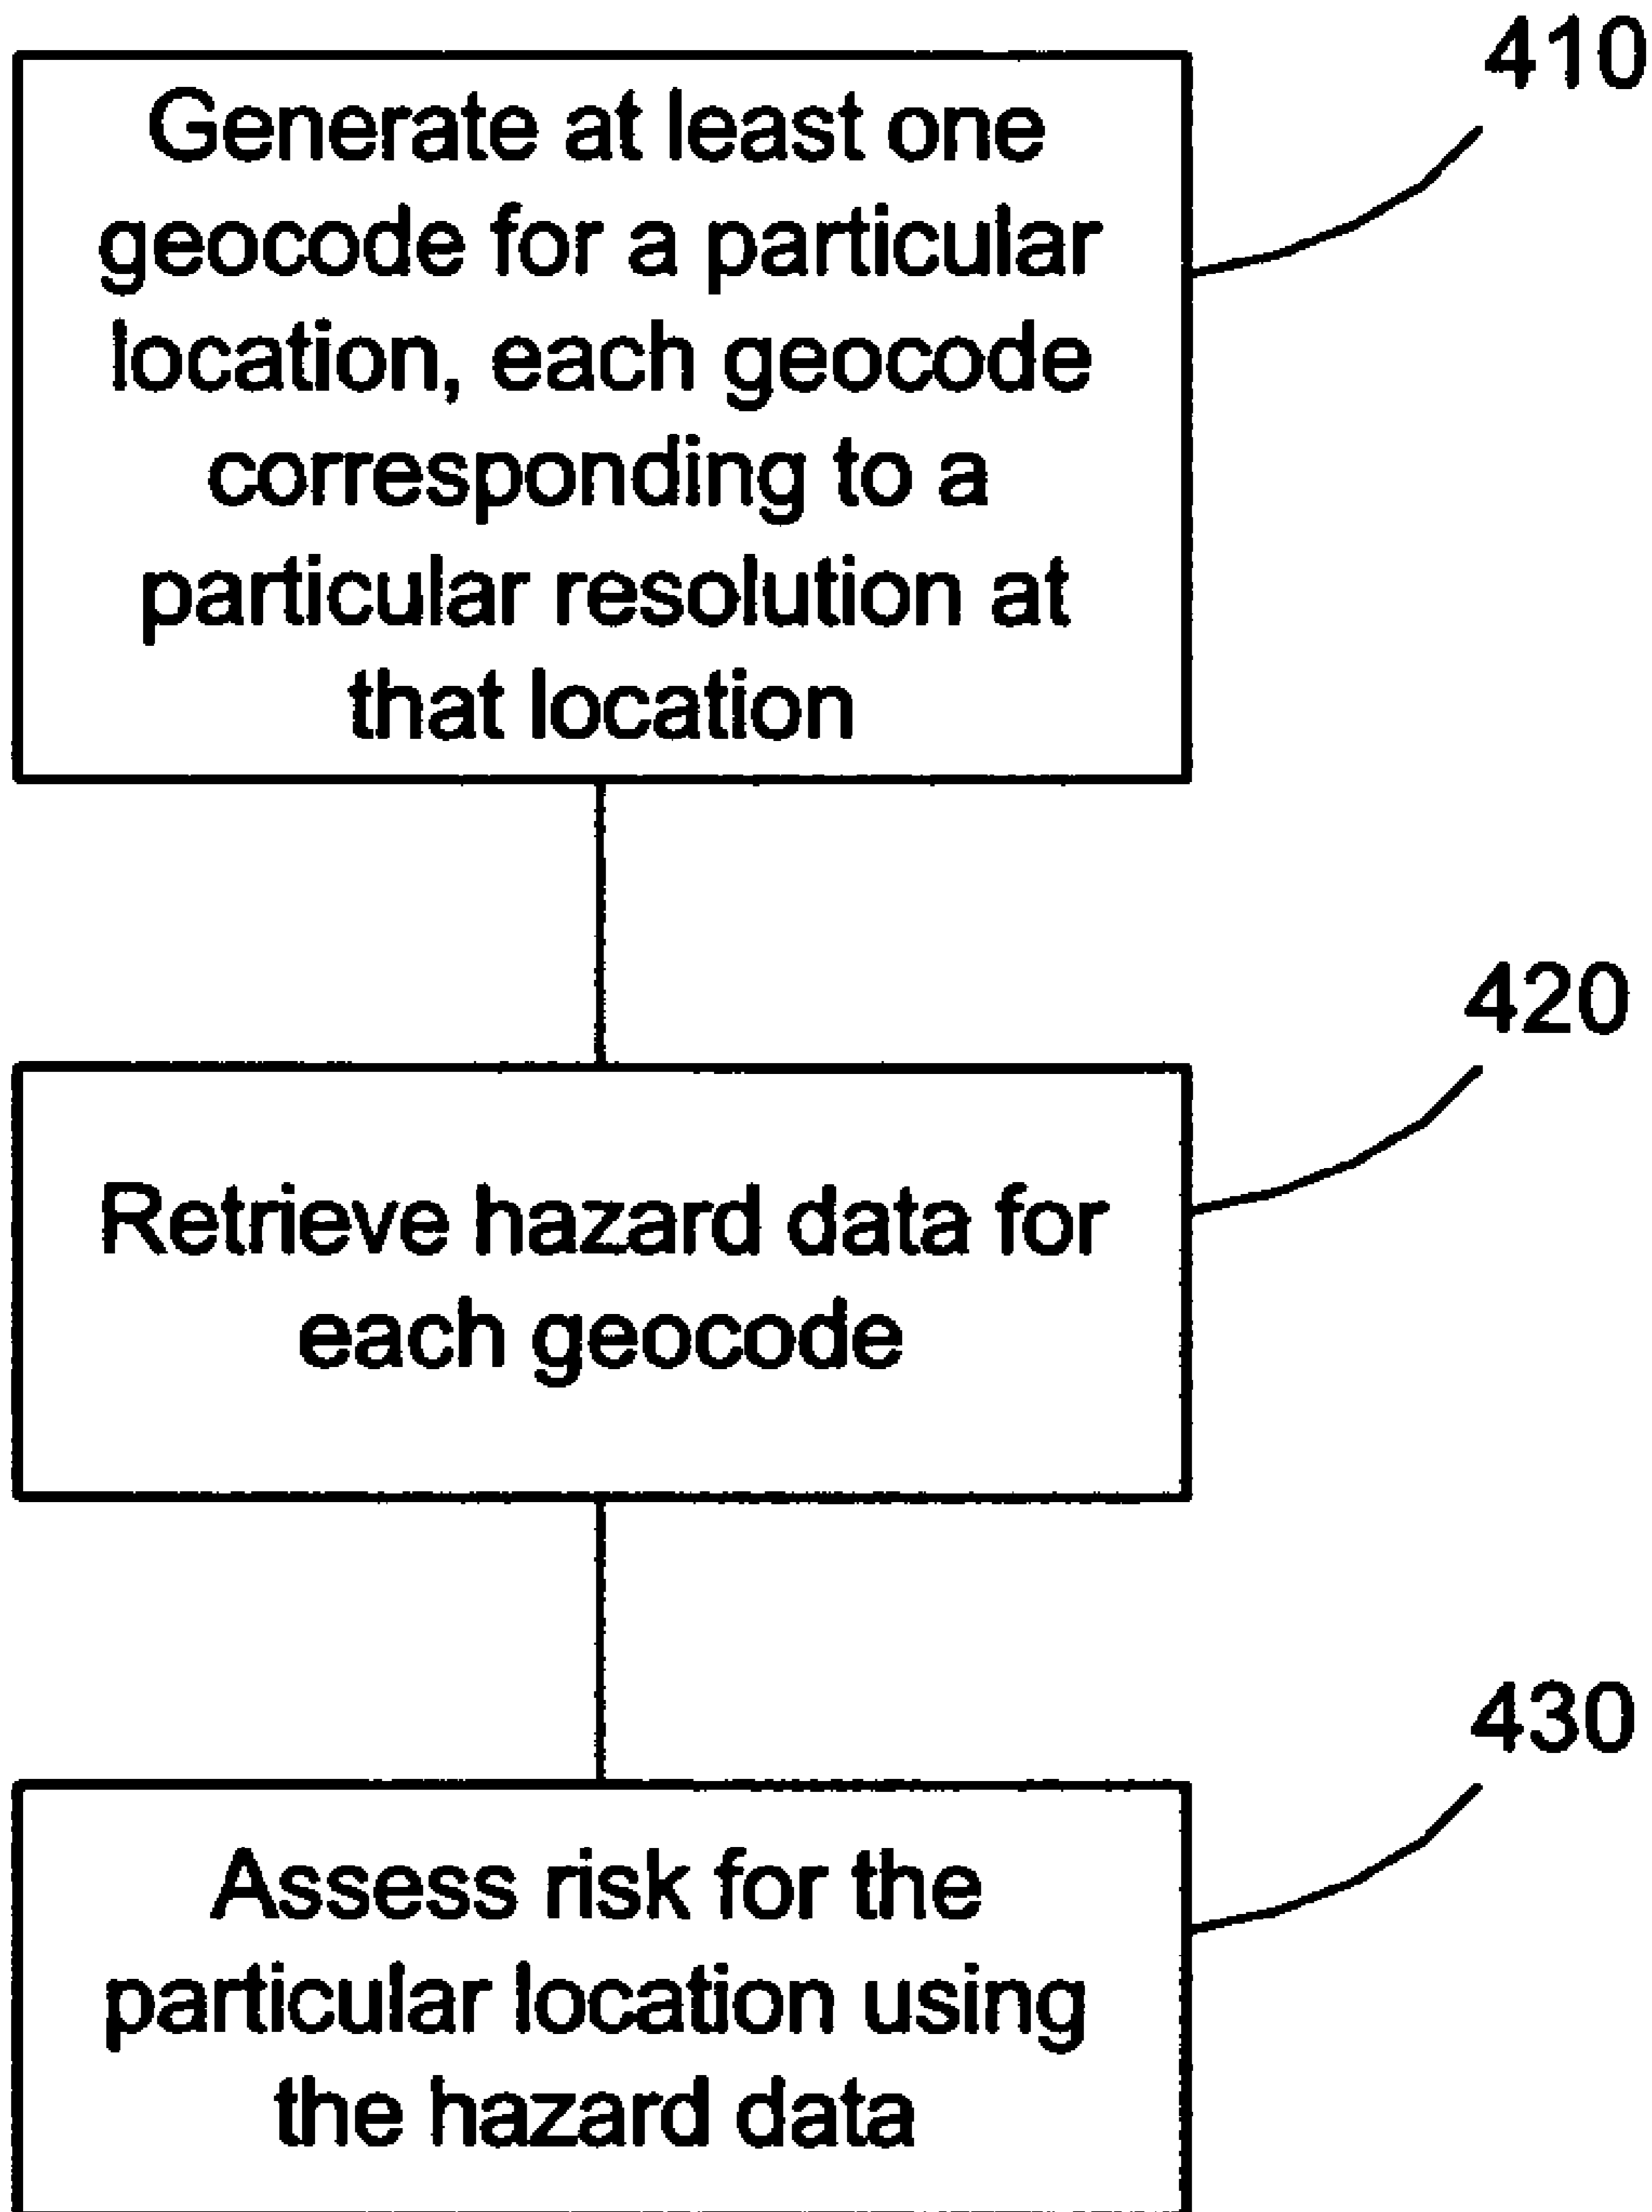 410
Generate at least one
geocode for a particular
location, each geocode
corresponding to a
particular resolution at
that location
420
Retrieve hazard data for
each geocode
430
Assess risk for the
particular location using
the hazard data